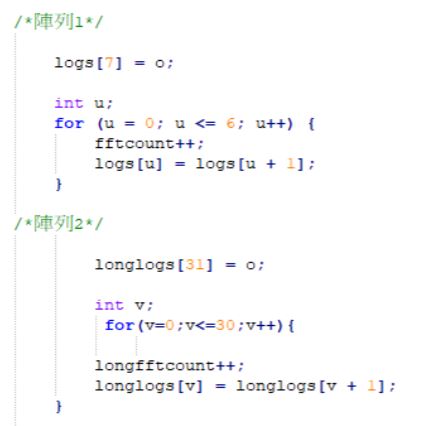 /*陣列1*/
logs[7] = o;
int u;
for (u = 0; u <= 6; u++) {
fftcount++;
logs[u] = logs[u + 1];
}
/*陣列2*/
longlogs[31] = o;
int v;
for(v=0;v<=30;v++){
longfftcount++;
longlogs[v] = longlogs[v + 1];
}